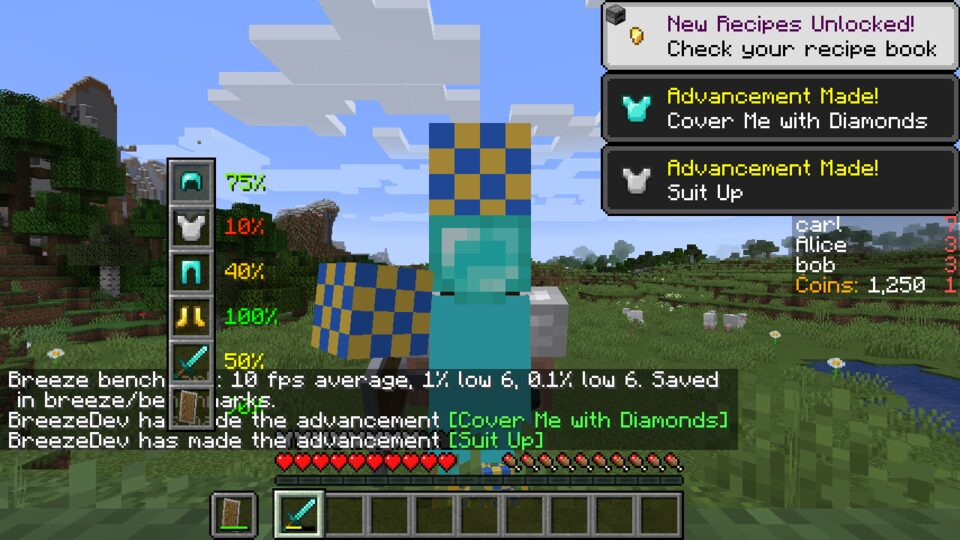 New Recipes Unlocked!
Check your recipe book
Advancement Made!
Cover Me with Diamonds
Advancement Made!
Suit Up
75%
10%
40%
100%
50%
carl 7
Alice 3
bob 3
Coins: 1,250 1
Breeze bench : 10 fps average, 1% low 6, 0.1% low 6. Saved
in breeze/be marks.
BreezeDev ha de the advancement [Cover Me with Diamonds]
BreezeDev has made the advancement [Suit Up]